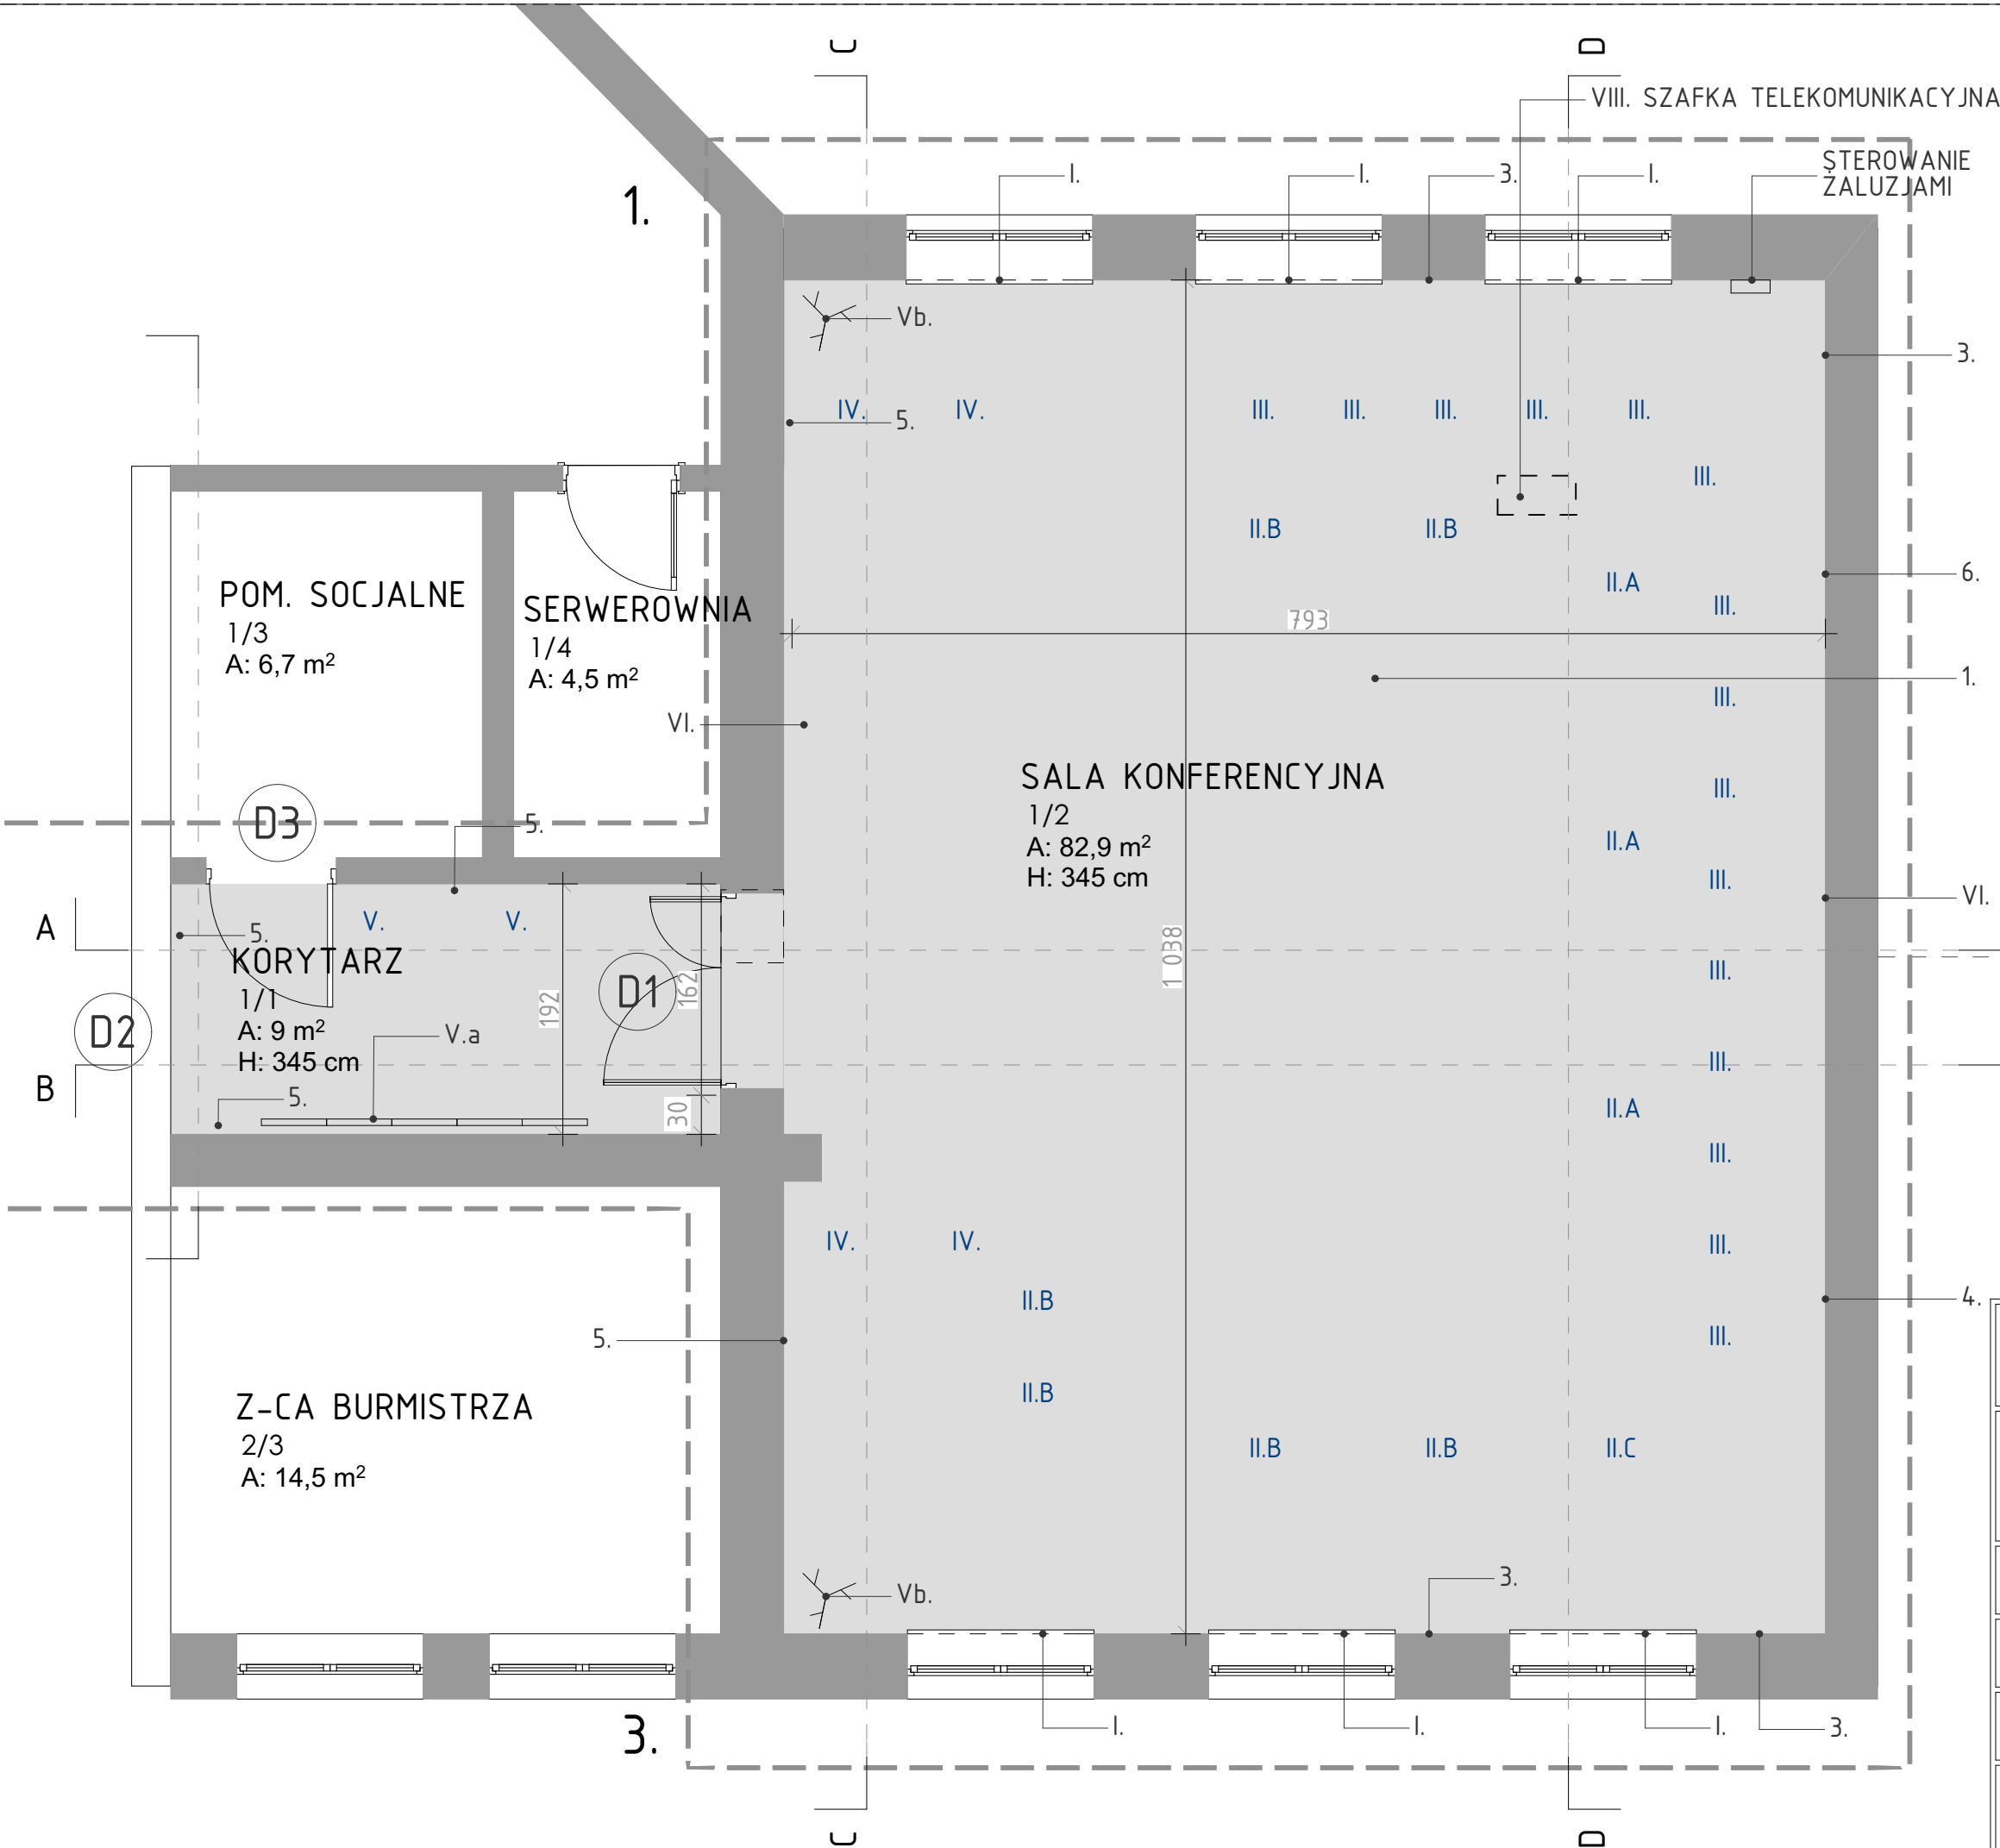 C
D
VIII. SZAFKA TELEKOMUNIKACYJNA
STEROWANIE
ŻALUZJAMI
I.
I.
3.
I.
1.
Vb.
3.
IV.
IV.
5.
III.
III.
III.
III.
III.
III.
II.B
II.B
6.
II.A
III.
POM. SOCJALNE
1/3
A: 6,7 m²
SERWEROWNIA
1/4
A: 4,5 m²
793
1.
III.
VI.
SALA KONFERENCYJNA
1/2
A: 82,9 m²
H: 345 cm
III.
D3
5.
II.A
III.
VI.
A
5.
V.
V.
KORYTARZ
1/1
A: 9 m²
H: 345 cm
D1
192
162
1 038
III.
D2
V.a
III.
B
5.
30
II.A
III.
IV.
IV.
III.
II.B
4.
5.
III.
II.B
Z-CA BURMISTRZA
2/3
A: 14,5 m²
II.B
II.B
II.C
Vb.
3.
3.
I.
I.
I.
3.
C
D